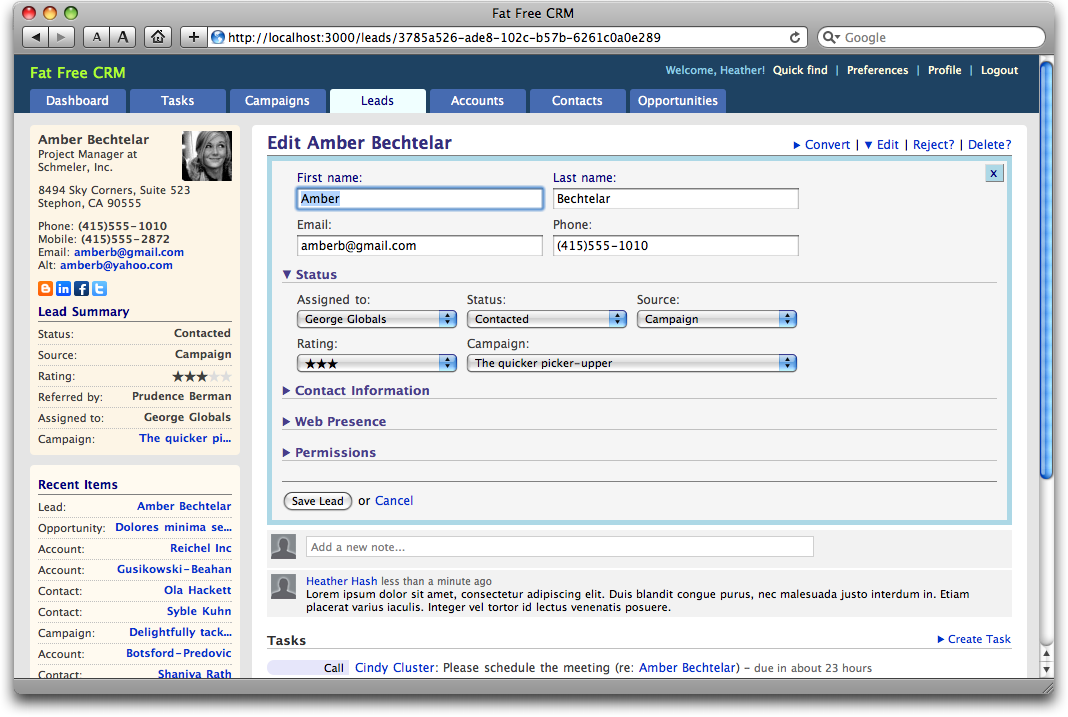 Fat Free CRM
A A + http://localhost:3000/leads/3785a526-ade8-102c-b57b-6261c0a0e289 Google
Fat Free CRM
Welcome, Heather! Quick find | Preferences | Profile | Logout
Dashboard Tasks Campaigns Leads Accounts Contacts Opportunities
Amber Bechtelar
Project Manager at
Schmeler, Inc.
8494 Sky Corners, Suite 523
Stephon, CA 90555
Phone: (415)555-1010
Mobile: (415)555-2872
Email: amberb@gmail.com
Alt: amberb@yahoo.com
in f t
Lead Summary
Status: Contacted
Source: Campaign
Rating: ★★★★★
Referred by: Prudence Berman
Assigned to: George Globals
Campaign: The quicker pi...
Recent Items
Lead: Amber Bechtelar
Opportunity: Dolores minima se...
Account: Reichel Inc
Account: Gusikowski-Beahan
Contact: Ola Hackett
Contact: Syble Kuhn
Campaign: Delightfully tack...
Account: Botsford-Predovic
Contact: Shaniya Rath
Edit Amber Bechtelar
▶ Convert | ▼ Edit | Reject? | Delete?
x
First name: Last name:
Amber Bechtelar
Email: Phone:
amberb@gmail.com (415)555-1010
▼ Status
Assigned to: Status: Source:
George Globals Contacted Campaign
Rating: Campaign:
★★★ The quicker picker-upper
▶ Contact Information
▶ Web Presence
▶ Permissions
Save Lead or Cancel
Add a new note...
Heather Hash less than a minute ago
Lorem ipsum dolor sit amet, consectetur adipiscing elit. Duis blandit congue purus, nec malesuada justo interdum in. Etiam
placerat varius iaculis. Integer vel tortor id lectus venenatis posuere.
Tasks
▶ Create Task
Call Cindy Cluster: Please schedule the meeting (re: Amber Bechtelar) – due in about 23 hours